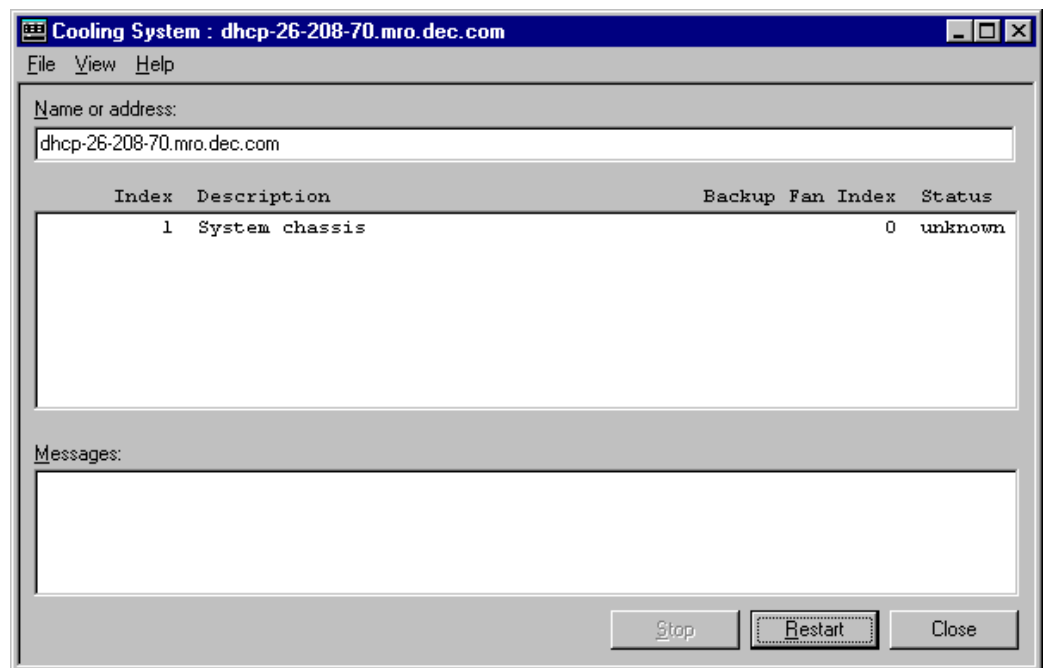 Cooling System : dhcp-26-208-70.mro.dec.com
File View Help
Name or address:
dhcp-26-208-70.mro.dec.com
Index Description Backup Fan Index Status
1 System chassis 0 unknown
Messages:
Stop Restart Close